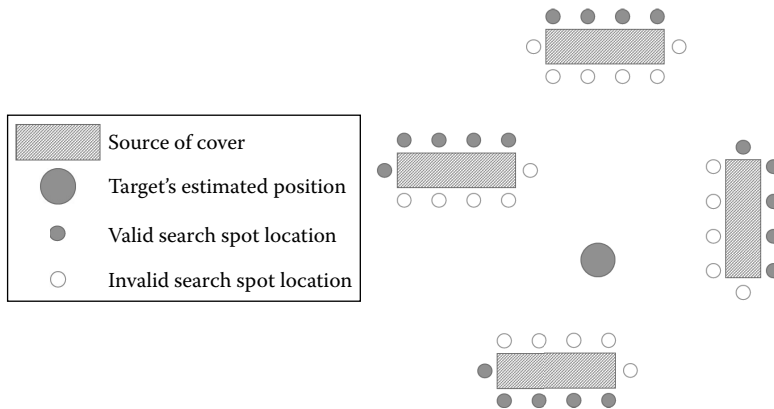 Source of cover
Target's estimated position
Valid search spot location
Invalid search spot location